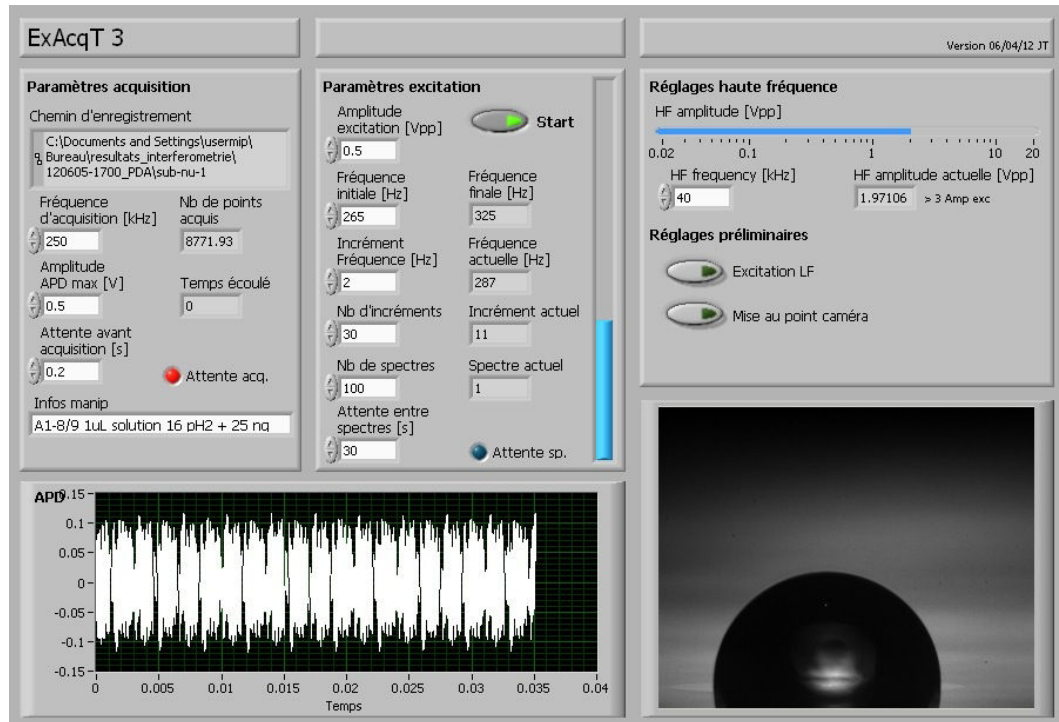 ExAcqT 3
Version 06/04/12 JT
Paramètres acquisition
Chemin d'enregistrement
C:\Documents and Settings\usermip\
Bureau\resultats_interferometrie\
120605-1700_PDA\sub-nu-1
Fréquence
d'acquisition [kHz]
250
Nb de points
acquis
8771.93
Amplitude
APD max [V]
0.5
Temps écoulé
0
Attente avant
acquisition [s]
0.2
Attente acq.
Infos manip
A1-8/9 1uL solution 16 pH2 + 25 ng
Paramètres excitation
Amplitude
excitation [Vpp]
0.5
Start
Fréquence
initiale [Hz]
265
Fréquence
finale [Hz]
325
Incrément
Fréquence [Hz]
2
Fréquence
actuelle [Hz]
287
Nb d'incréments
30
Incrément actuel
11
Nb de spectres
100
Spectre actuel
1
Attente entre
spectres [s]
30
Attente sp.
Réglages haute fréquence
HF amplitude [Vpp]
0.02 0.1 1 10 20
HF frequency [kHz]
40
HF amplitude actuelle [Vpp]
1.97106 > 3 Amp exc
Réglages préliminaires
Excitation LF
Mise au point caméra
APD
0.15
0.1
0.05
0
-0.05
-0.1
-0.15
0 0.005 0.01 0.015 0.02 0.025 0.03 0.035 0.04
Temps